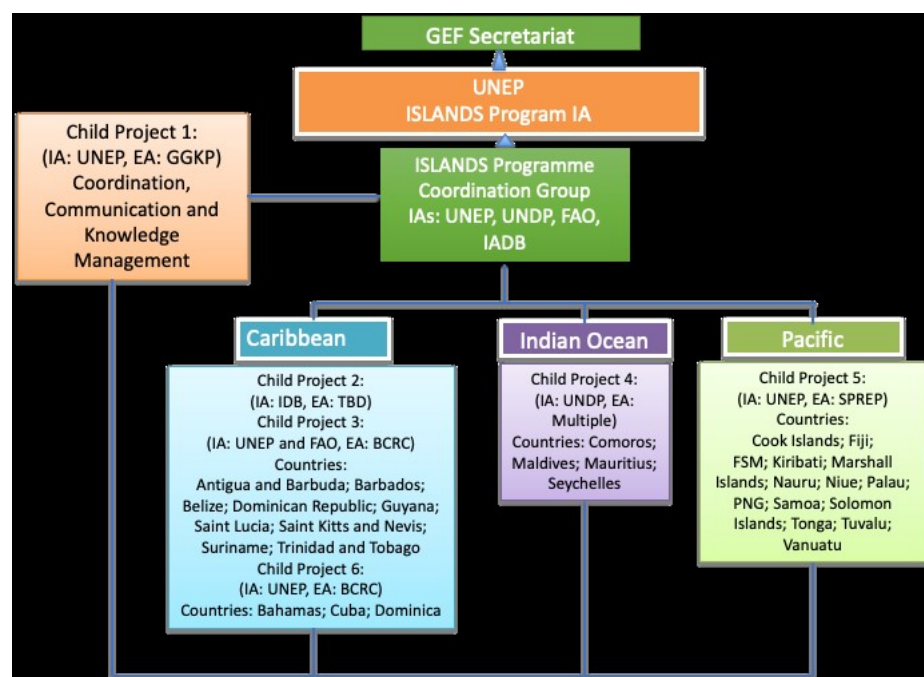 GEF Secretariat
UNEP
ISLANDS Program IA
Child Project 1:
(IA: UNEP, EA: GGKP)
Coordination,
Communication and
Knowledge
Management
ISLANDS Programme
Coordination Group
IAs: UNEP, UNDP, FAO,
IADB
Caribbean
Child Project 2:
(IA: IDB, EA: TBD)
Child Project 3:
(IA: UNEP and FAO, EA: BCRC)
Countries:
Antigua and Barbuda; Barbados;
Belize; Dominican Republic; Guyana;
Saint Lucia; Saint Kitts and Nevis;
Suriname; Trinidad and Tobago
Child Project 6:
(IA: UNEP, EA: BCRC)
Countries: Bahamas; Cuba; Dominica
Indian Ocean
Child Project 4:
(IA: UNDP, EA:
Multiple)
Countries: Comoros;
Maldives; Mauritius;
Seychelles
Pacific
Child Project 5:
(IA: UNEP, EA: SPREP)
Countries:
Cook Islands; Fiji;
FSM; Kiribati; Marshall
Islands; Nauru; Niue; Palau;
PNG; Samoa; Solomon
Islands; Tonga; Tuvalu;
Vanuatu